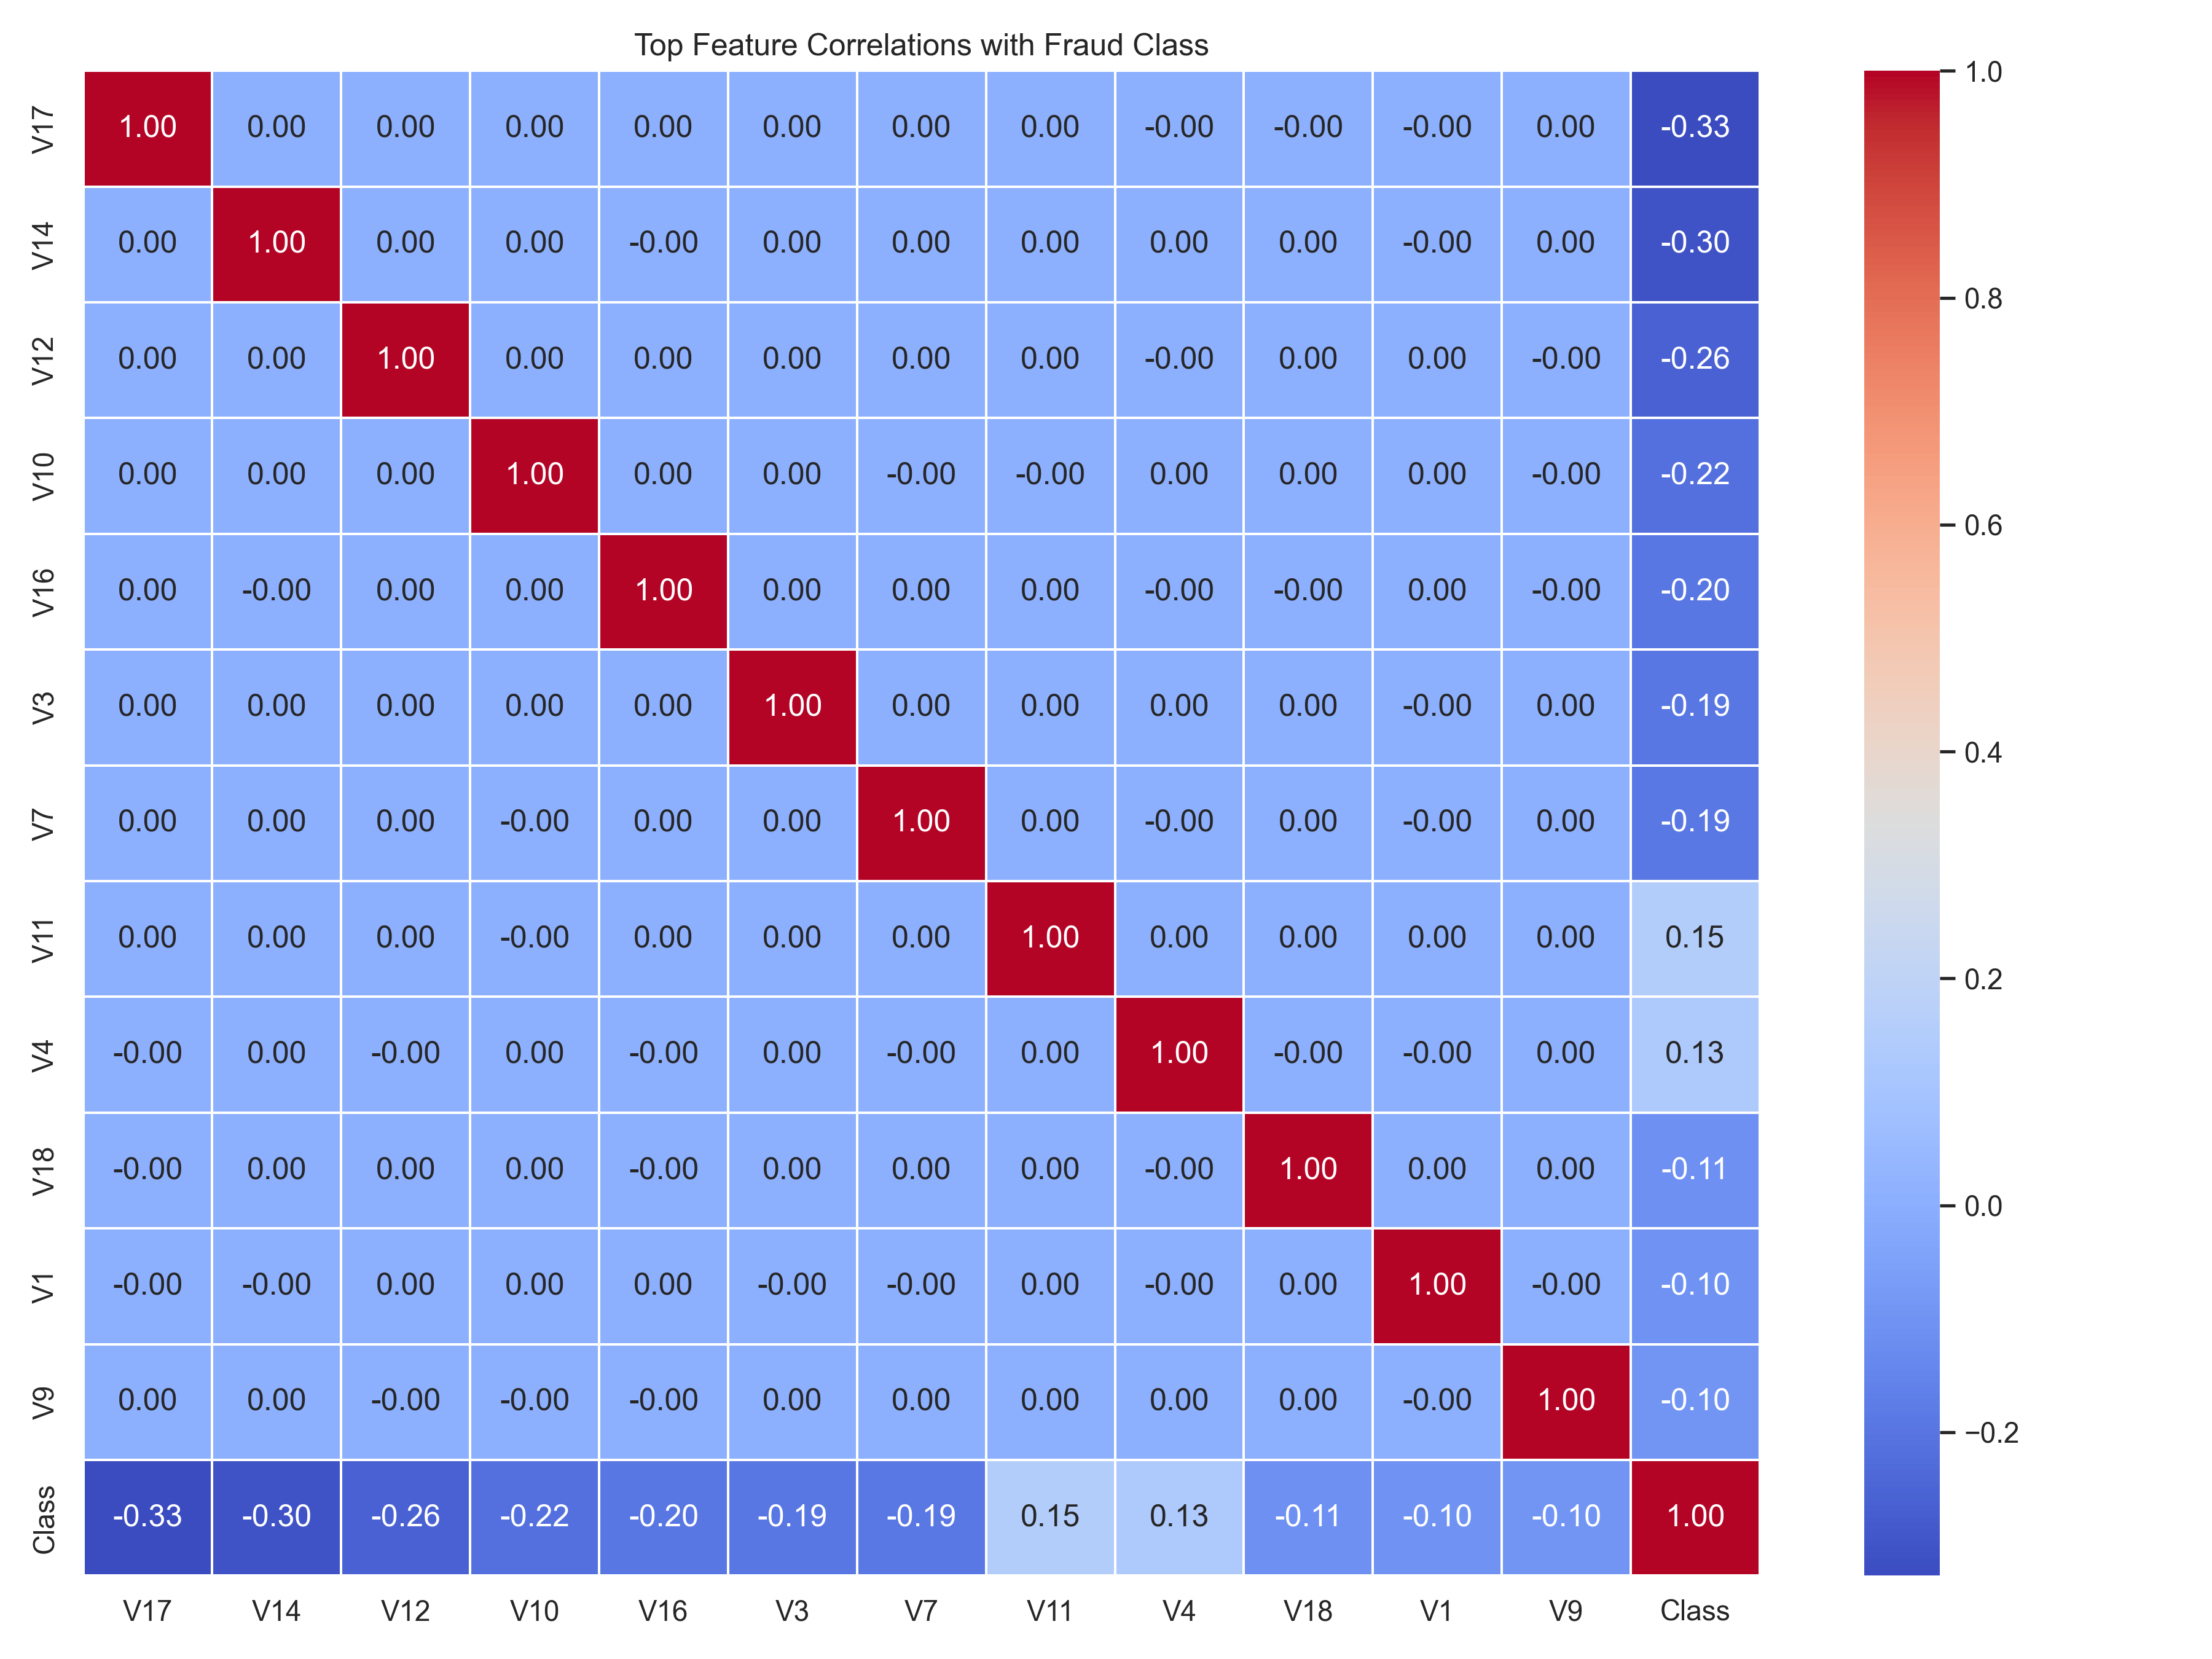 Top Feature Correlations with Fraud Class
V17 1.00 0.00 0.00 0.00 0.00 0.00 0.00 0.00 -0.00 -0.00 -0.00 0.00 -0.33
V14 0.00 1.00 0.00 0.00 -0.00 0.00 0.00 0.00 0.00 0.00 -0.00 0.00 -0.30
V12 0.00 0.00 1.00 0.00 0.00 0.00 0.00 0.00 -0.00 0.00 0.00 -0.00 -0.26
V10 0.00 0.00 0.00 1.00 0.00 0.00 -0.00 -0.00 0.00 0.00 0.00 -0.00 -0.22
V16 0.00 -0.00 0.00 0.00 1.00 0.00 0.00 0.00 -0.00 -0.00 0.00 -0.00 -0.20
V3 0.00 0.00 0.00 0.00 0.00 1.00 0.00 0.00 0.00 0.00 -0.00 0.00 -0.19
V7 0.00 0.00 0.00 -0.00 0.00 0.00 1.00 0.00 -0.00 0.00 -0.00 0.00 -0.19
V11 0.00 0.00 0.00 -0.00 0.00 0.00 0.00 1.00 0.00 0.00 0.00 0.00 0.15
V4 -0.00 0.00 -0.00 0.00 -0.00 0.00 -0.00 0.00 1.00 -0.00 -0.00 0.00 0.13
V18 -0.00 0.00 0.00 0.00 -0.00 0.00 0.00 0.00 -0.00 1.00 0.00 0.00 -0.11
V1 -0.00 -0.00 0.00 0.00 0.00 -0.00 -0.00 0.00 -0.00 0.00 1.00 -0.00 -0.10
V9 0.00 0.00 -0.00 -0.00 -0.00 0.00 0.00 0.00 0.00 0.00 -0.00 1.00 -0.10
Class -0.33 -0.30 -0.26 -0.22 -0.20 -0.19 -0.19 0.15 0.13 -0.11 -0.10 -0.10 1.00
V17 V14 V12 V10 V16 V3 V7 V11 V4 V18 V1 V9 Class
1.0
0.8
0.6
0.4
0.2
0.0
−0.2